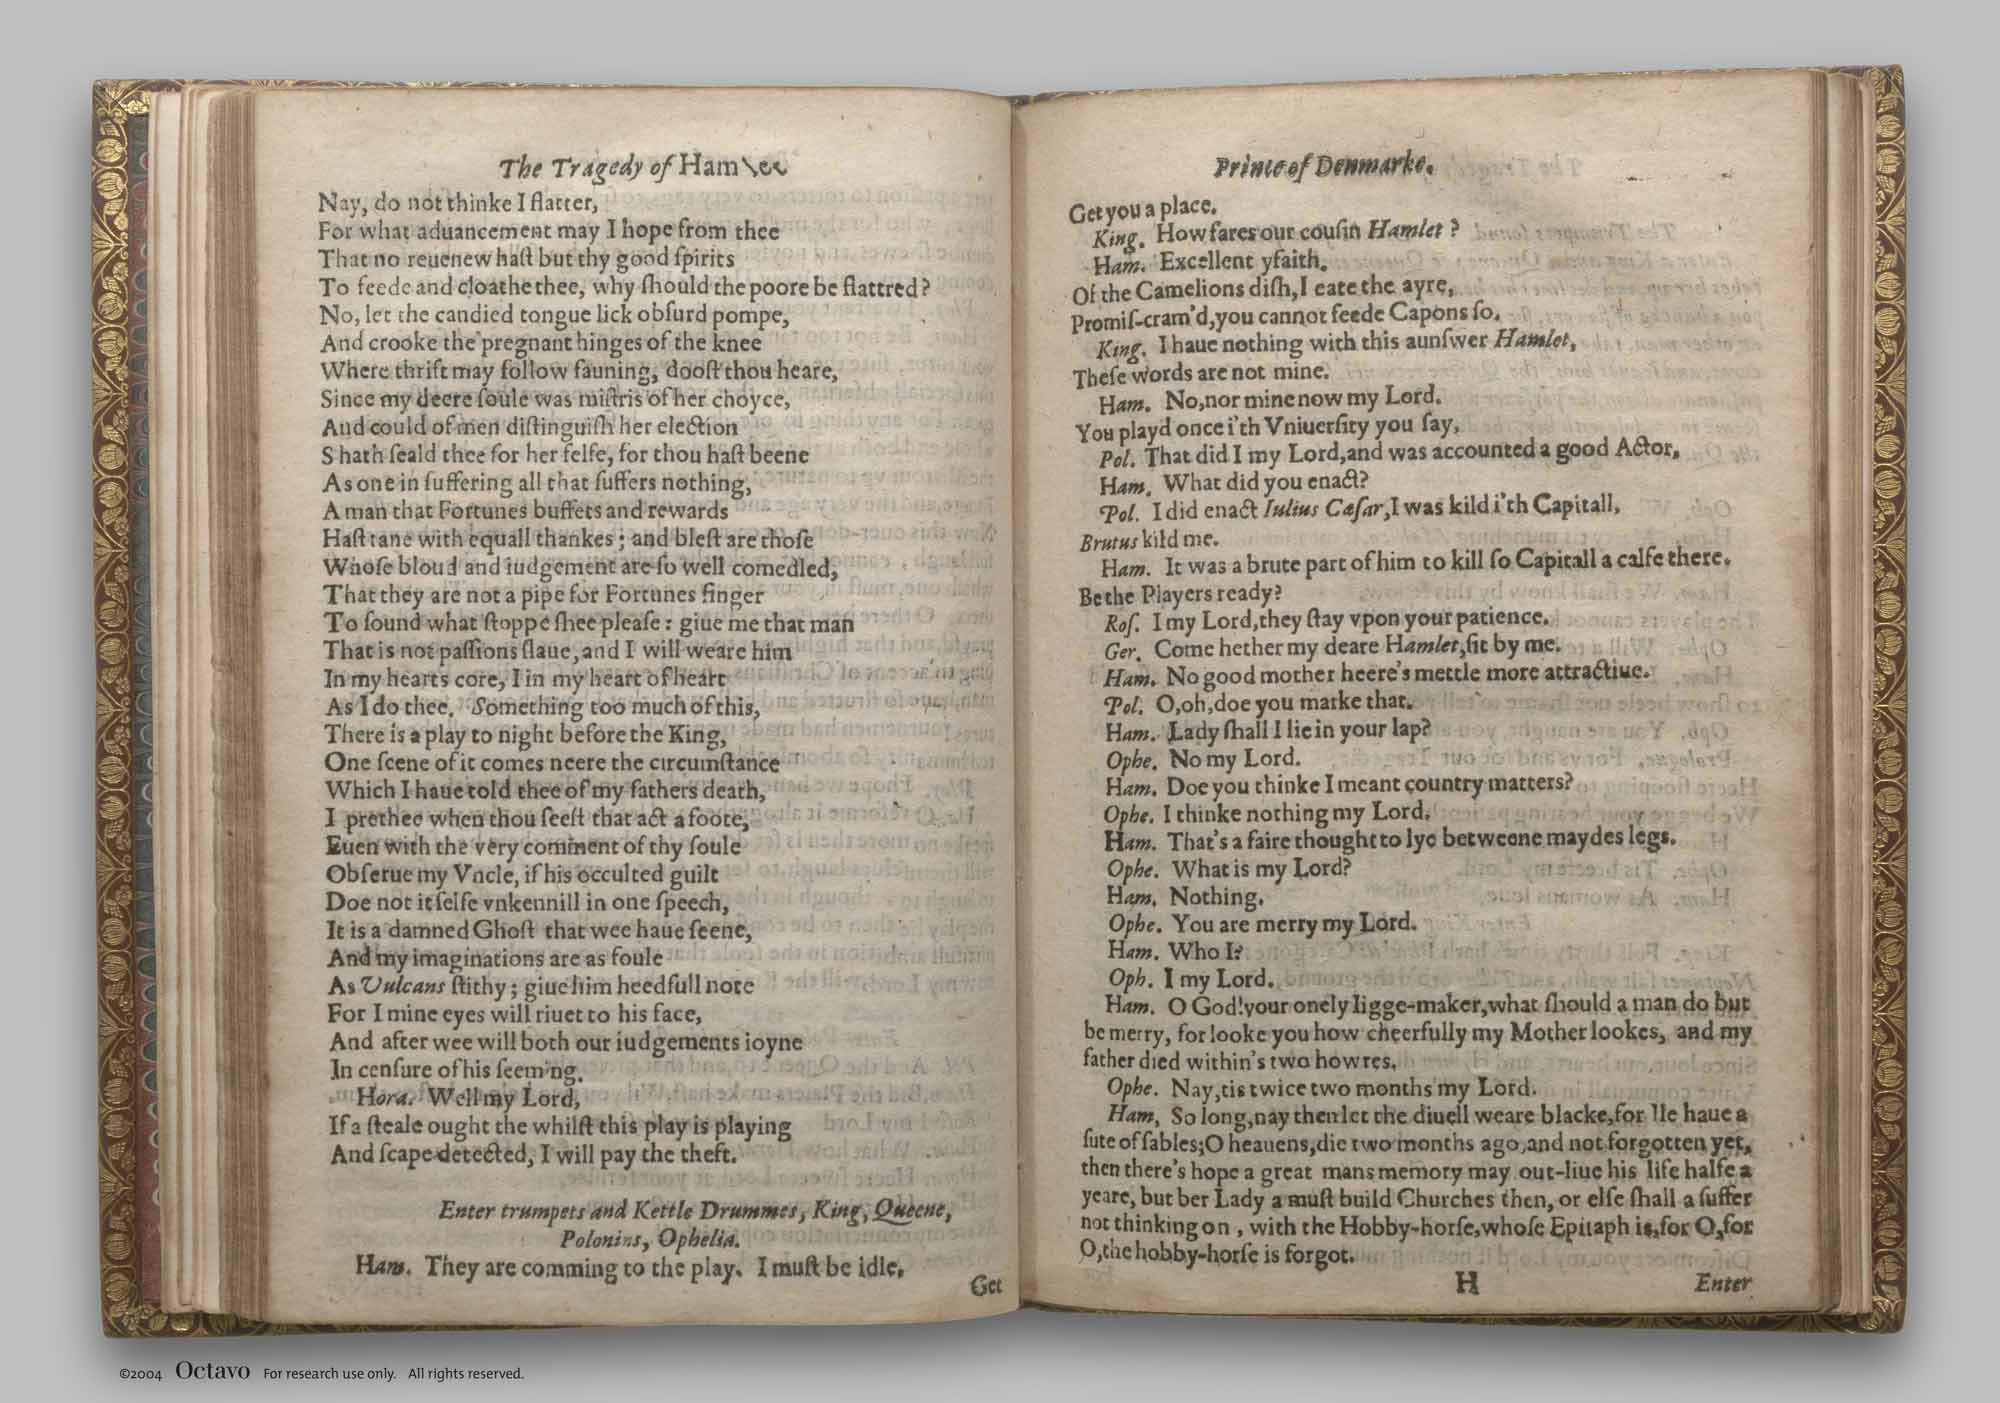 The Tragedy of Hamlet
Nay, do not thinke I flatter,
For what aduancement may I hope from thee
That no reuenew haſt but thy good ſpirits
To feede and cloathe thee, why ſhould the poore be flattred?
No, let the candied tongue lick obſurd pompe,
And crooke the pregnant hinges of the knee
Where thrift may follow fauning, dooſt thou heare,
Since my deere ſoule was miſtris of her choyce,
And could of men diſtinguiſh her election
S hath ſeald thee for her ſelfe, for thou haſt beene
As one in ſuffering all that ſuffers nothing,
A man that Fortunes buffets and rewards
Haſt tane with equall thankes; and bleſt are thoſe
Whoſe bloud and iudgement are ſo well comedled,
That they are not a pipe for Fortunes finger
To ſound what ſtoppe ſhee pleaſe: giue me that man
That is not paſſions ſlaue, and I will weare him
In my hearts core, I in my heart of heart
As I do thee. Something too much of this,
There is a play to night before the King,
One ſcene of it comes neere the circumſtance
Which I haue told thee of my fathers death,
I prethee when thou ſeeſt that act a foote,
Euen with the very comment of thy ſoule
Obſerue my Vncle, if his occulted guilt
Doe not it ſelfe vnkennill in one ſpeech,
It is a damned Ghoſt that wee haue ſeene,
And my imaginations are as foule
As Vulcans ſtithy; giue him heedfull note
For I mine eyes will riuet to his face,
And after wee will both our iudgements ioyne
In cenſure of his ſeeming.
Hora. Well my Lord,
If a ſteale ought the whilſt this play is playing
And ſcape detected, I will pay the theft.
Enter trumpets and Kettle Drummes, King, Queene,
Polonius, Ophelia.
Ham. They are comming to the play. I muſt be idle,
Get
Prince of Denmarke.
Get you a place.
King. How fares our couſin Hamlet?
Ham. Excellent yfaith,
Of the Camelions diſh, I eate the ayre,
Promiſ-cram'd, you cannot feede Capons ſo.
King. I haue nothing with this aunſwer Hamlet,
Theſe words are not mine.
Ham. No, nor mine now my Lord.
You playd once i'th Vniuerſity you ſay,
Pol. That did I my Lord, and was accounted a good Actor,
Ham. What did you enact?
Pol. I did enact Iulius Cæſar, I was kild i'th Capitall,
Brutus kild me.
Ham. It was a brute part of him to kill ſo Capitall a calfe there.
Be the Players ready?
Roſ. I my Lord, they ſtay vpon your patience.
Ger. Come hether my deare Hamlet, ſit by me.
Ham. No good mother heere's mettle more attractiue.
Pol. O, oh, doe you marke that.
Ham. Lady ſhall I lie in your lap?
Ophe. No my Lord.
Ham. Doe you thinke I meant country matters?
Ophe. I thinke nothing my Lord.
Ham. That's a faire thought to lye betweene maydes legs.
Ophe. What is my Lord?
Ham. Nothing.
Ophe. You are merry my Lord.
Ham. Who I?
Oph. I my Lord.
Ham. O God! your onely Iigge-maker, what ſhould a man do but
be merry, for looke you how cheerfully my Mother lookes, and my
father died within's two howres.
Ophe. Nay, tis twice two months my Lord.
Ham, So long, nay then let the diuell weare blacke, for Ile haue a
ſute of ſables; O heauens, die two months ago, and not forgotten yet,
then there's hope a great mans memory may out-liue his life halfe a
yeare, but ber Lady a muſt build Churches then, or elſe ſhall a ſuffer
not thinking on, with the Hobby-horſe, whoſe Epitaph is, for O, for
O, the hobby-horſe is forgot.
H
Enter
©2004 Octavo For research use only. All rights reserved.